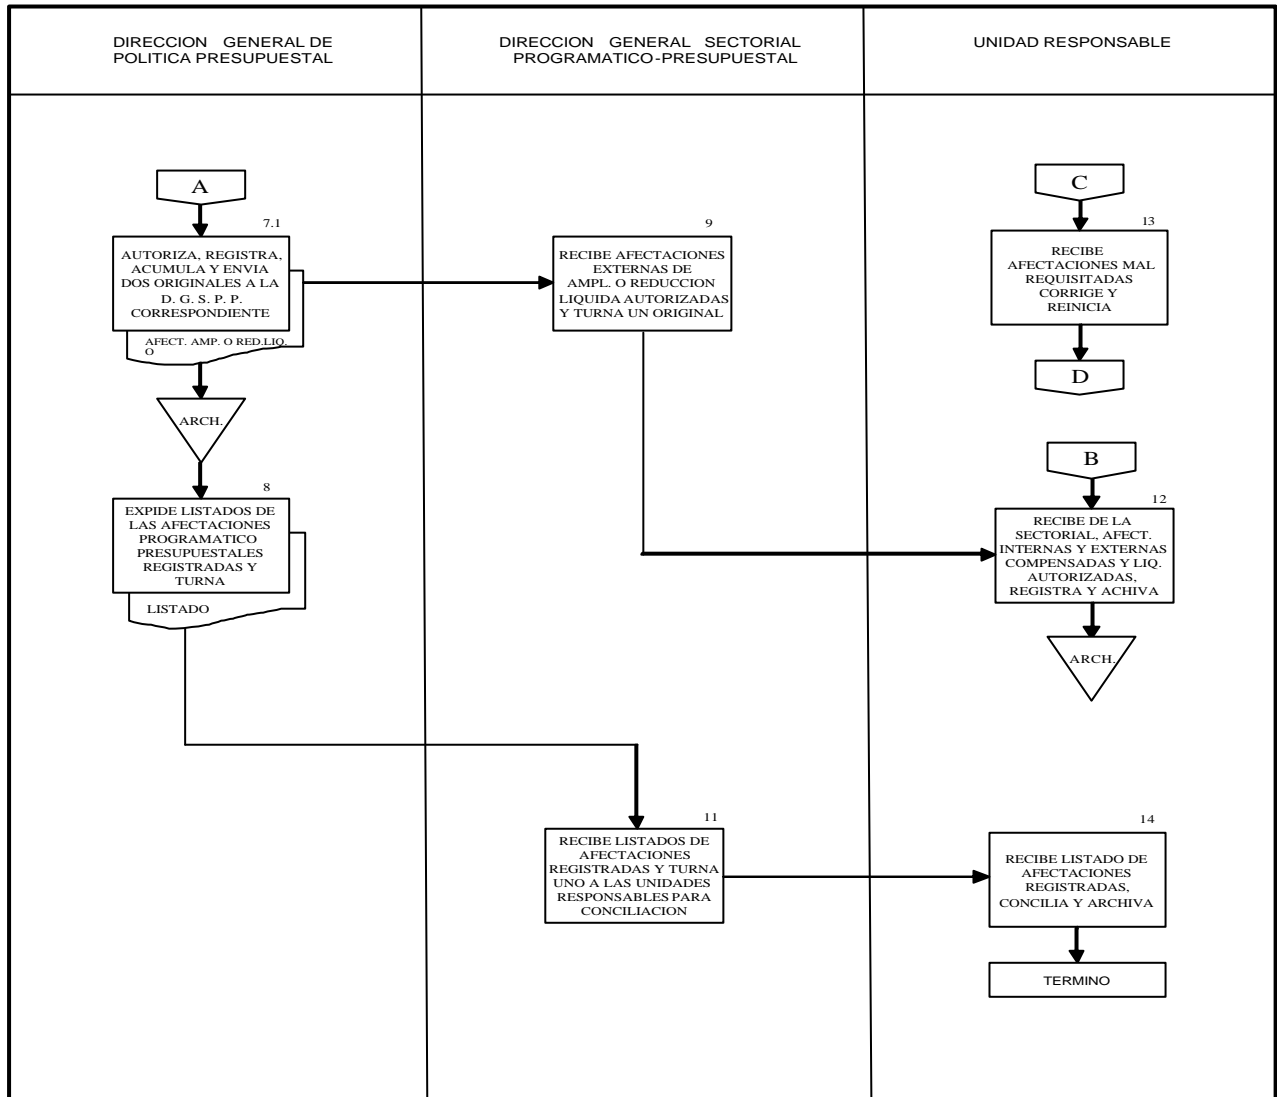 DIRECCION GENERAL DE
POLITICA PRESUPUESTAL
DIRECCION GENERAL SECTORIAL
PROGRAMATICO-PRESUPUESTAL
UNIDAD RESPONSABLE
A
7.1
AUTORIZA, REGISTRA,
ACUMULA Y ENVIA
DOS ORIGINALES A LA
D. G. S. P. P.
CORRESPONDIENTE
AFECT. AMP. O RED.LIQ.
O
ARCH.
8
EXPIDE LISTADOS DE
LAS AFECTACIONES
PROGRAMATICO
PRESUPUESTALES
REGISTRADAS Y
TURNA
LISTADO
9
RECIBE AFECTACIONES
EXTERNAS DE
AMPL. O REDUCCION
LIQUIDA AUTORIZADAS
Y TURNA UN ORIGINAL
11
RECIBE LISTADOS DE
AFECTACIONES
REGISTRADAS Y TURNA
UNO A LAS UNIDADES
RESPONSABLES PARA
CONCILIACION
C
13
RECIBE
AFECTACIONES MAL
REQUISITADAS
CORRIGE Y
REINICIA
D
B
12
RECIBE DE LA
SECTORIAL, AFECT.
INTERNAS Y EXTERNAS
COMPENSADAS Y LIQ.
AUTORIZADAS,
REGISTRA Y ACHIVA
ARCH.
14
RECIBE LISTADO DE
AFECTACIONES
REGISTRADAS,
CONCILIA Y ARCHIVA
TERMINO